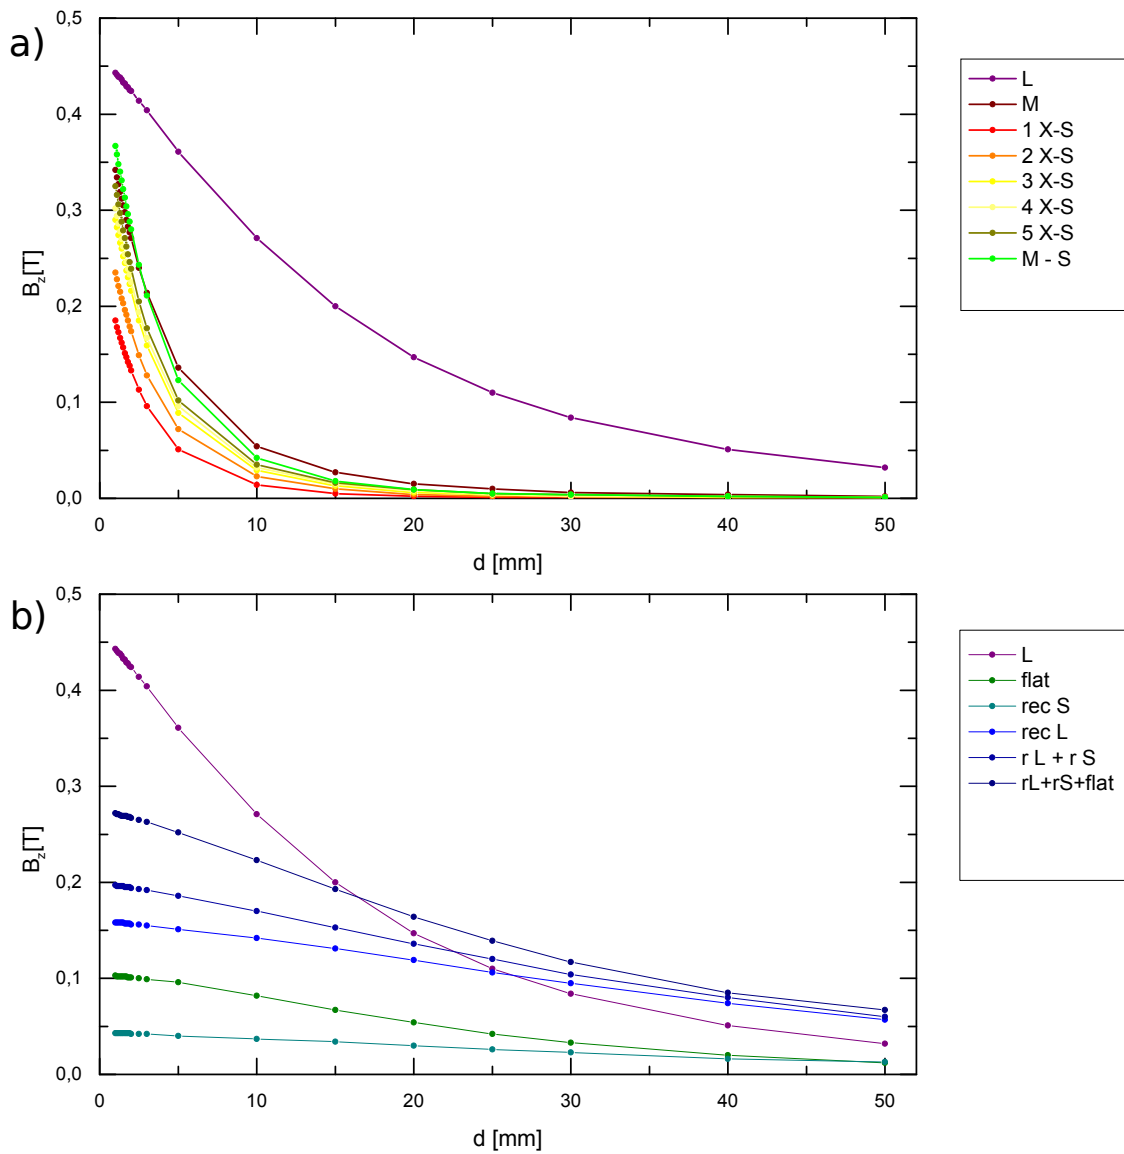 a)
0,5
0,4
0,3
0,2
0,1
0,0
B_z[T]
0 10 20 30 40 50
d [mm]
L
M
1 X-S
2 X-S
3 X-S
4 X-S
5 X-S
M - S
b)
0,5
0,4
0,3
0,2
0,1
0,0
B_z[T]
0 10 20 30 40 50
d [mm]
L
flat
rec S
rec L
r L + r S
rL+rS+flat